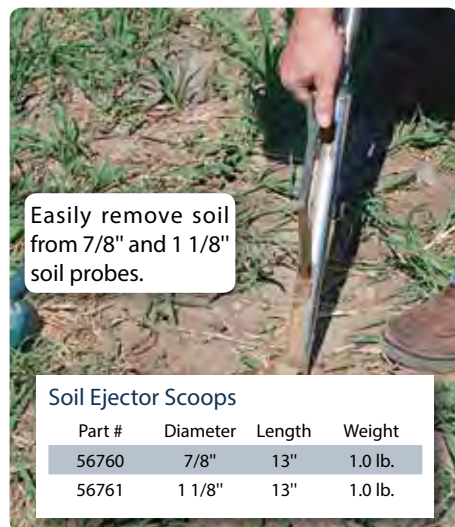 Easily remove soil
from 7/8" and 1 1/8"
soil probes.
Soil Ejector Scoops
Part # Diameter Length Weight
56760 7/8" 13" 1.0 lb.
56761 1 1/8" 13" 1.0 lb.